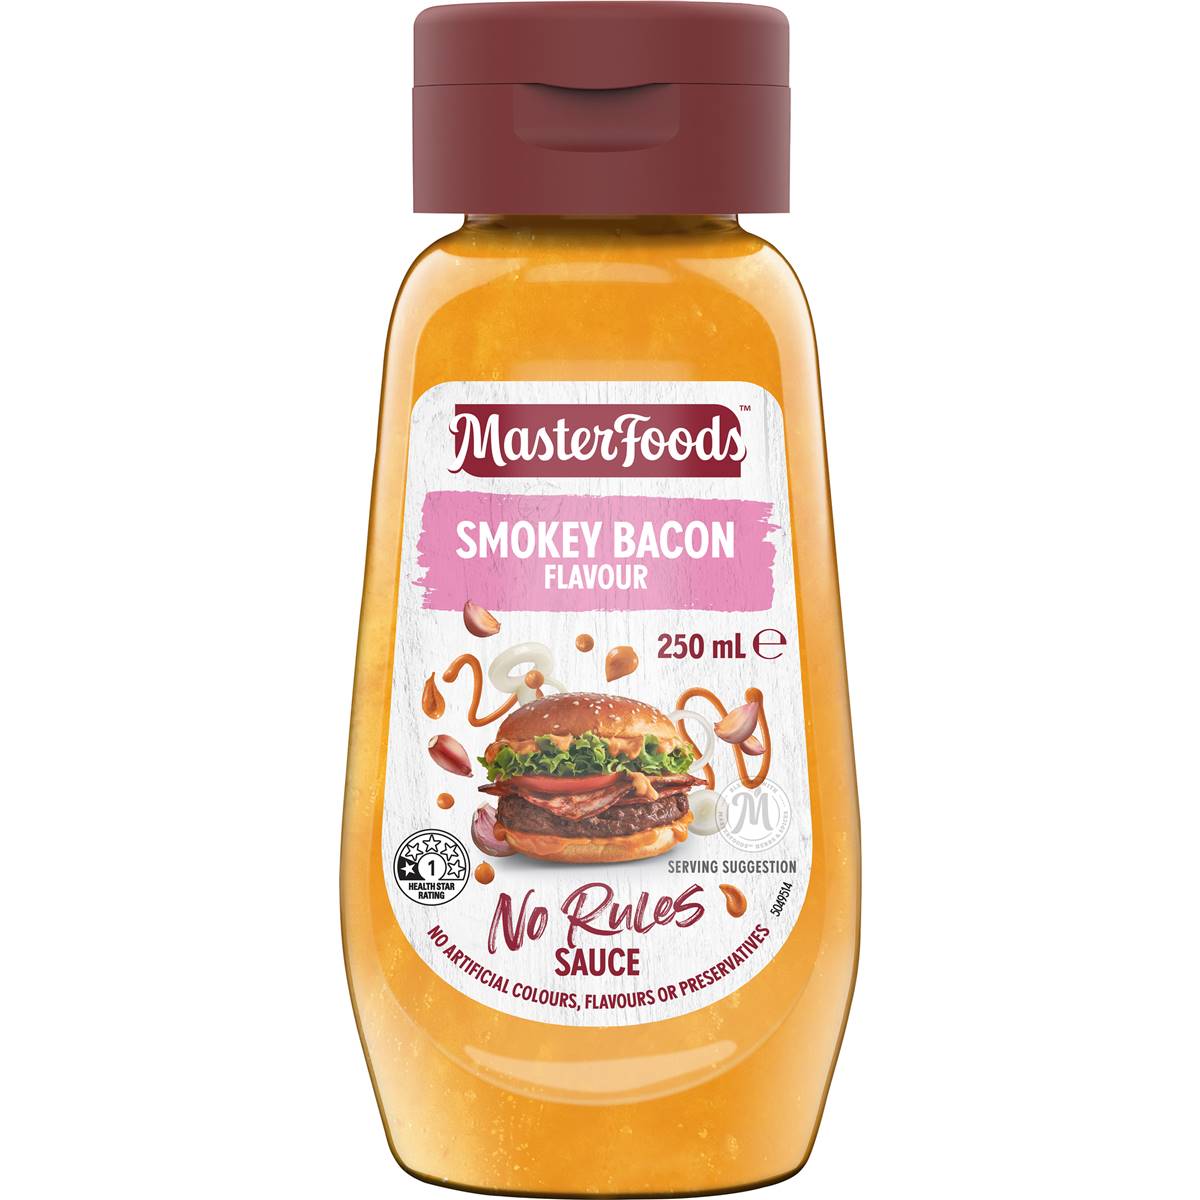 MasterFoods™
SMOKEY BACON
FLAVOUR
250 mL ℮
M
1
HEALTH STAR
RATING
SERVING SUGGESTION
5049514
No Rules
SAUCE
NO ARTIFICIAL COLOURS, FLAVOURS OR PRESERVATIVES